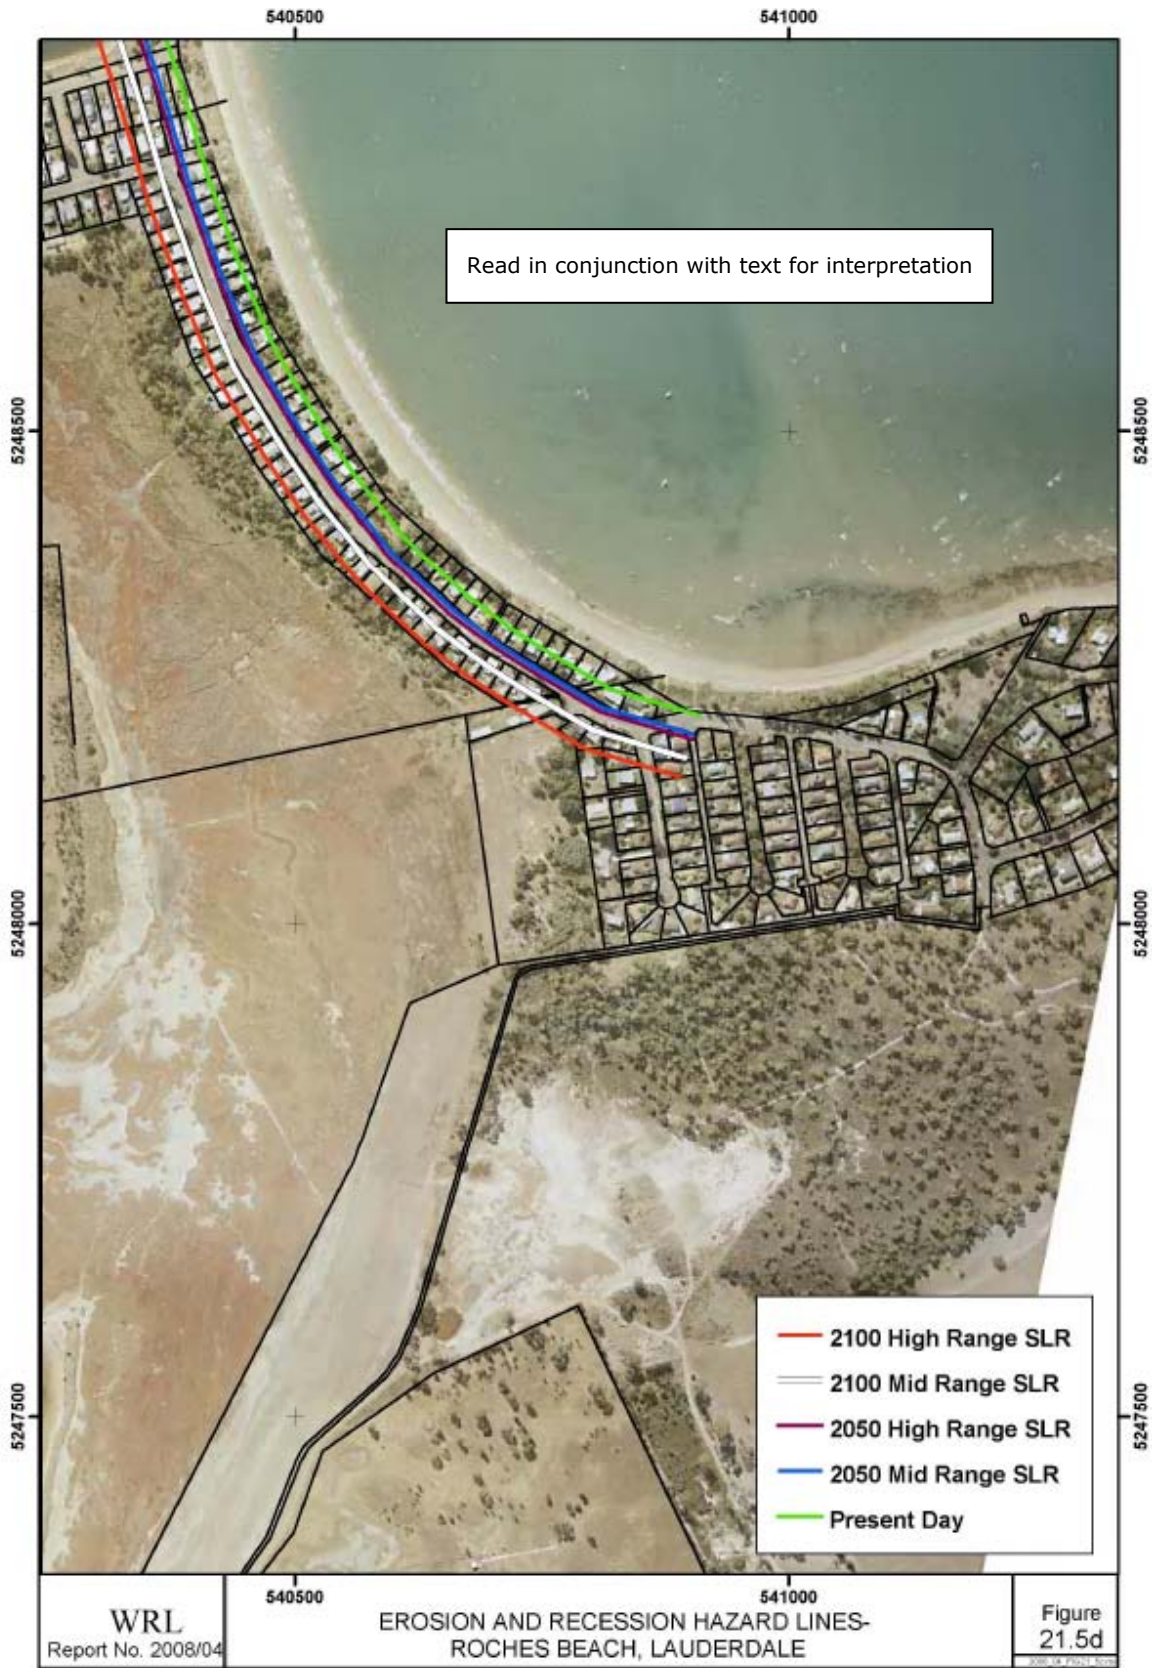 540500
541000
Read in conjunction with text for interpretation
5248500
5248500
5248000
5248000
5247500
5247500
2100 High Range SLR
2100 Mid Range SLR
2050 High Range SLR
2050 Mid Range SLR
Present Day
540500
541000
WRL
Report No. 2008/04
EROSION AND RECESSION HAZARD LINES-
ROCHES BEACH, LAUDERDALE
Figure
21.5d